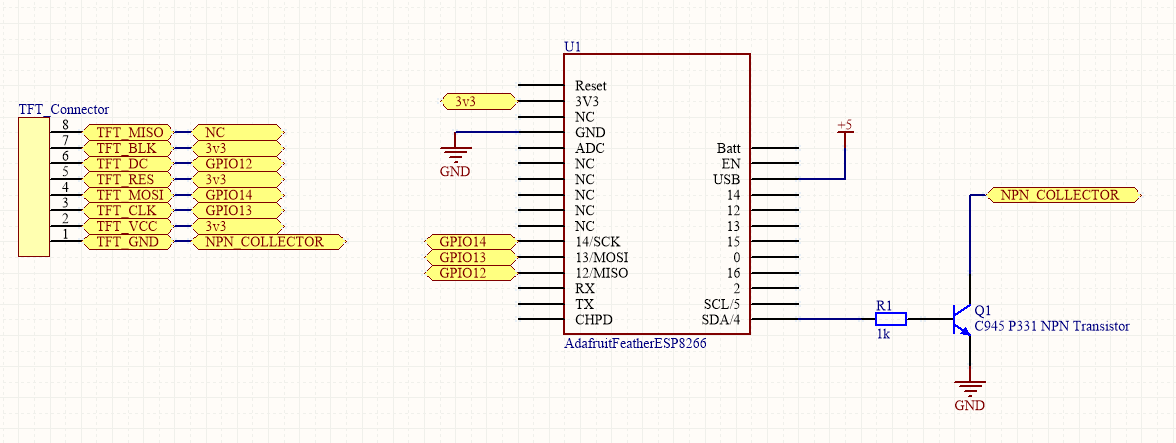 TFT_Connector
8 TFT_MISO NC
7 TFT_BLK 3v3
6 TFT_DC GPIO12
5 TFT_RES 3v3
4 TFT_MOSI GPIO14
3 TFT_CLK GPIO13
2 TFT_VCC 3v3
1 TFT_GND NPN_COLLECTOR
U1
Reset
3v3 3V3
NC
GND
GND
ADC Batt
NC EN
NC USB
+5
NC 14
NC 12
NC 13
GPIO14 14/SCK 15
GPIO13 13/MOSI 0
GPIO12 12/MISO 16
RX 2
TX SCL/5
CHPD SDA/4
AdafruitFeatherESP8266
R1
1k
NPN_COLLECTOR
Q1
C945 P331 NPN Transistor
GND